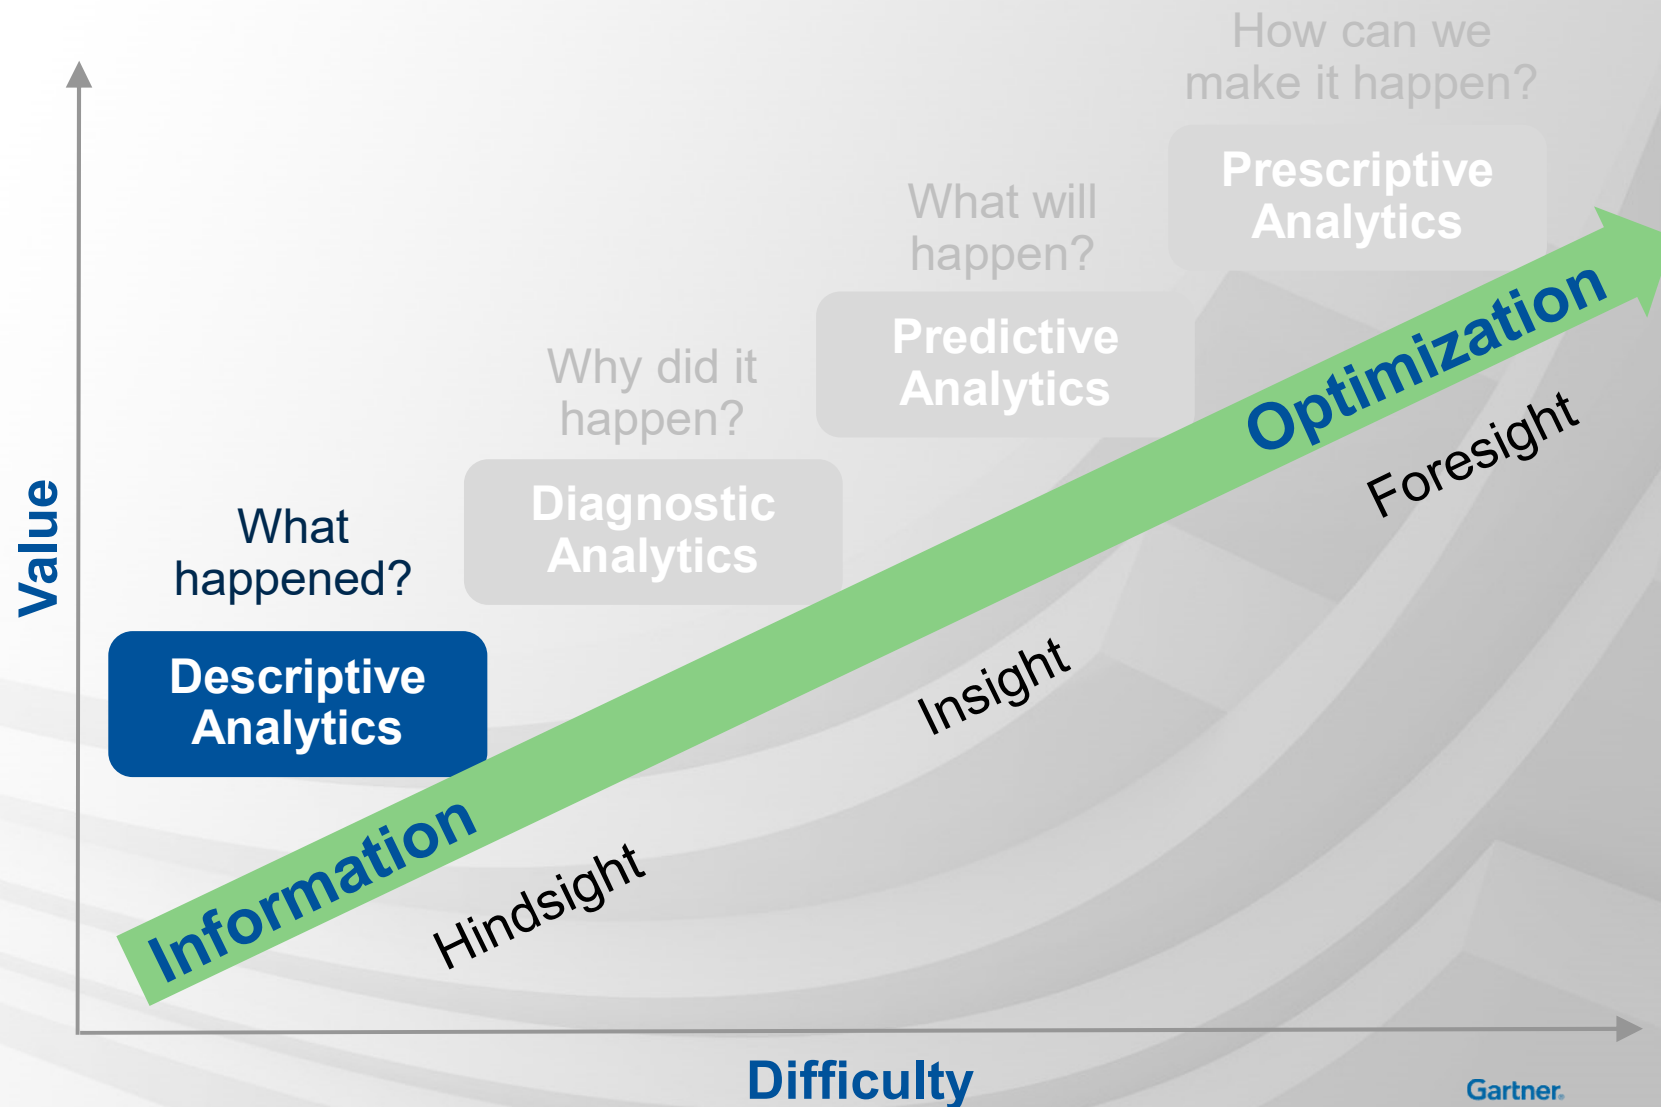 How can we
make it happen?
Prescriptive
Analytics
What will
happen?
Predictive
Analytics
Why did it
happen?
Diagnostic
Analytics
What
happened?
Descriptive
Analytics
Value
Information
Optimization
Hindsight
Insight
Foresight
Difficulty
Gartner.